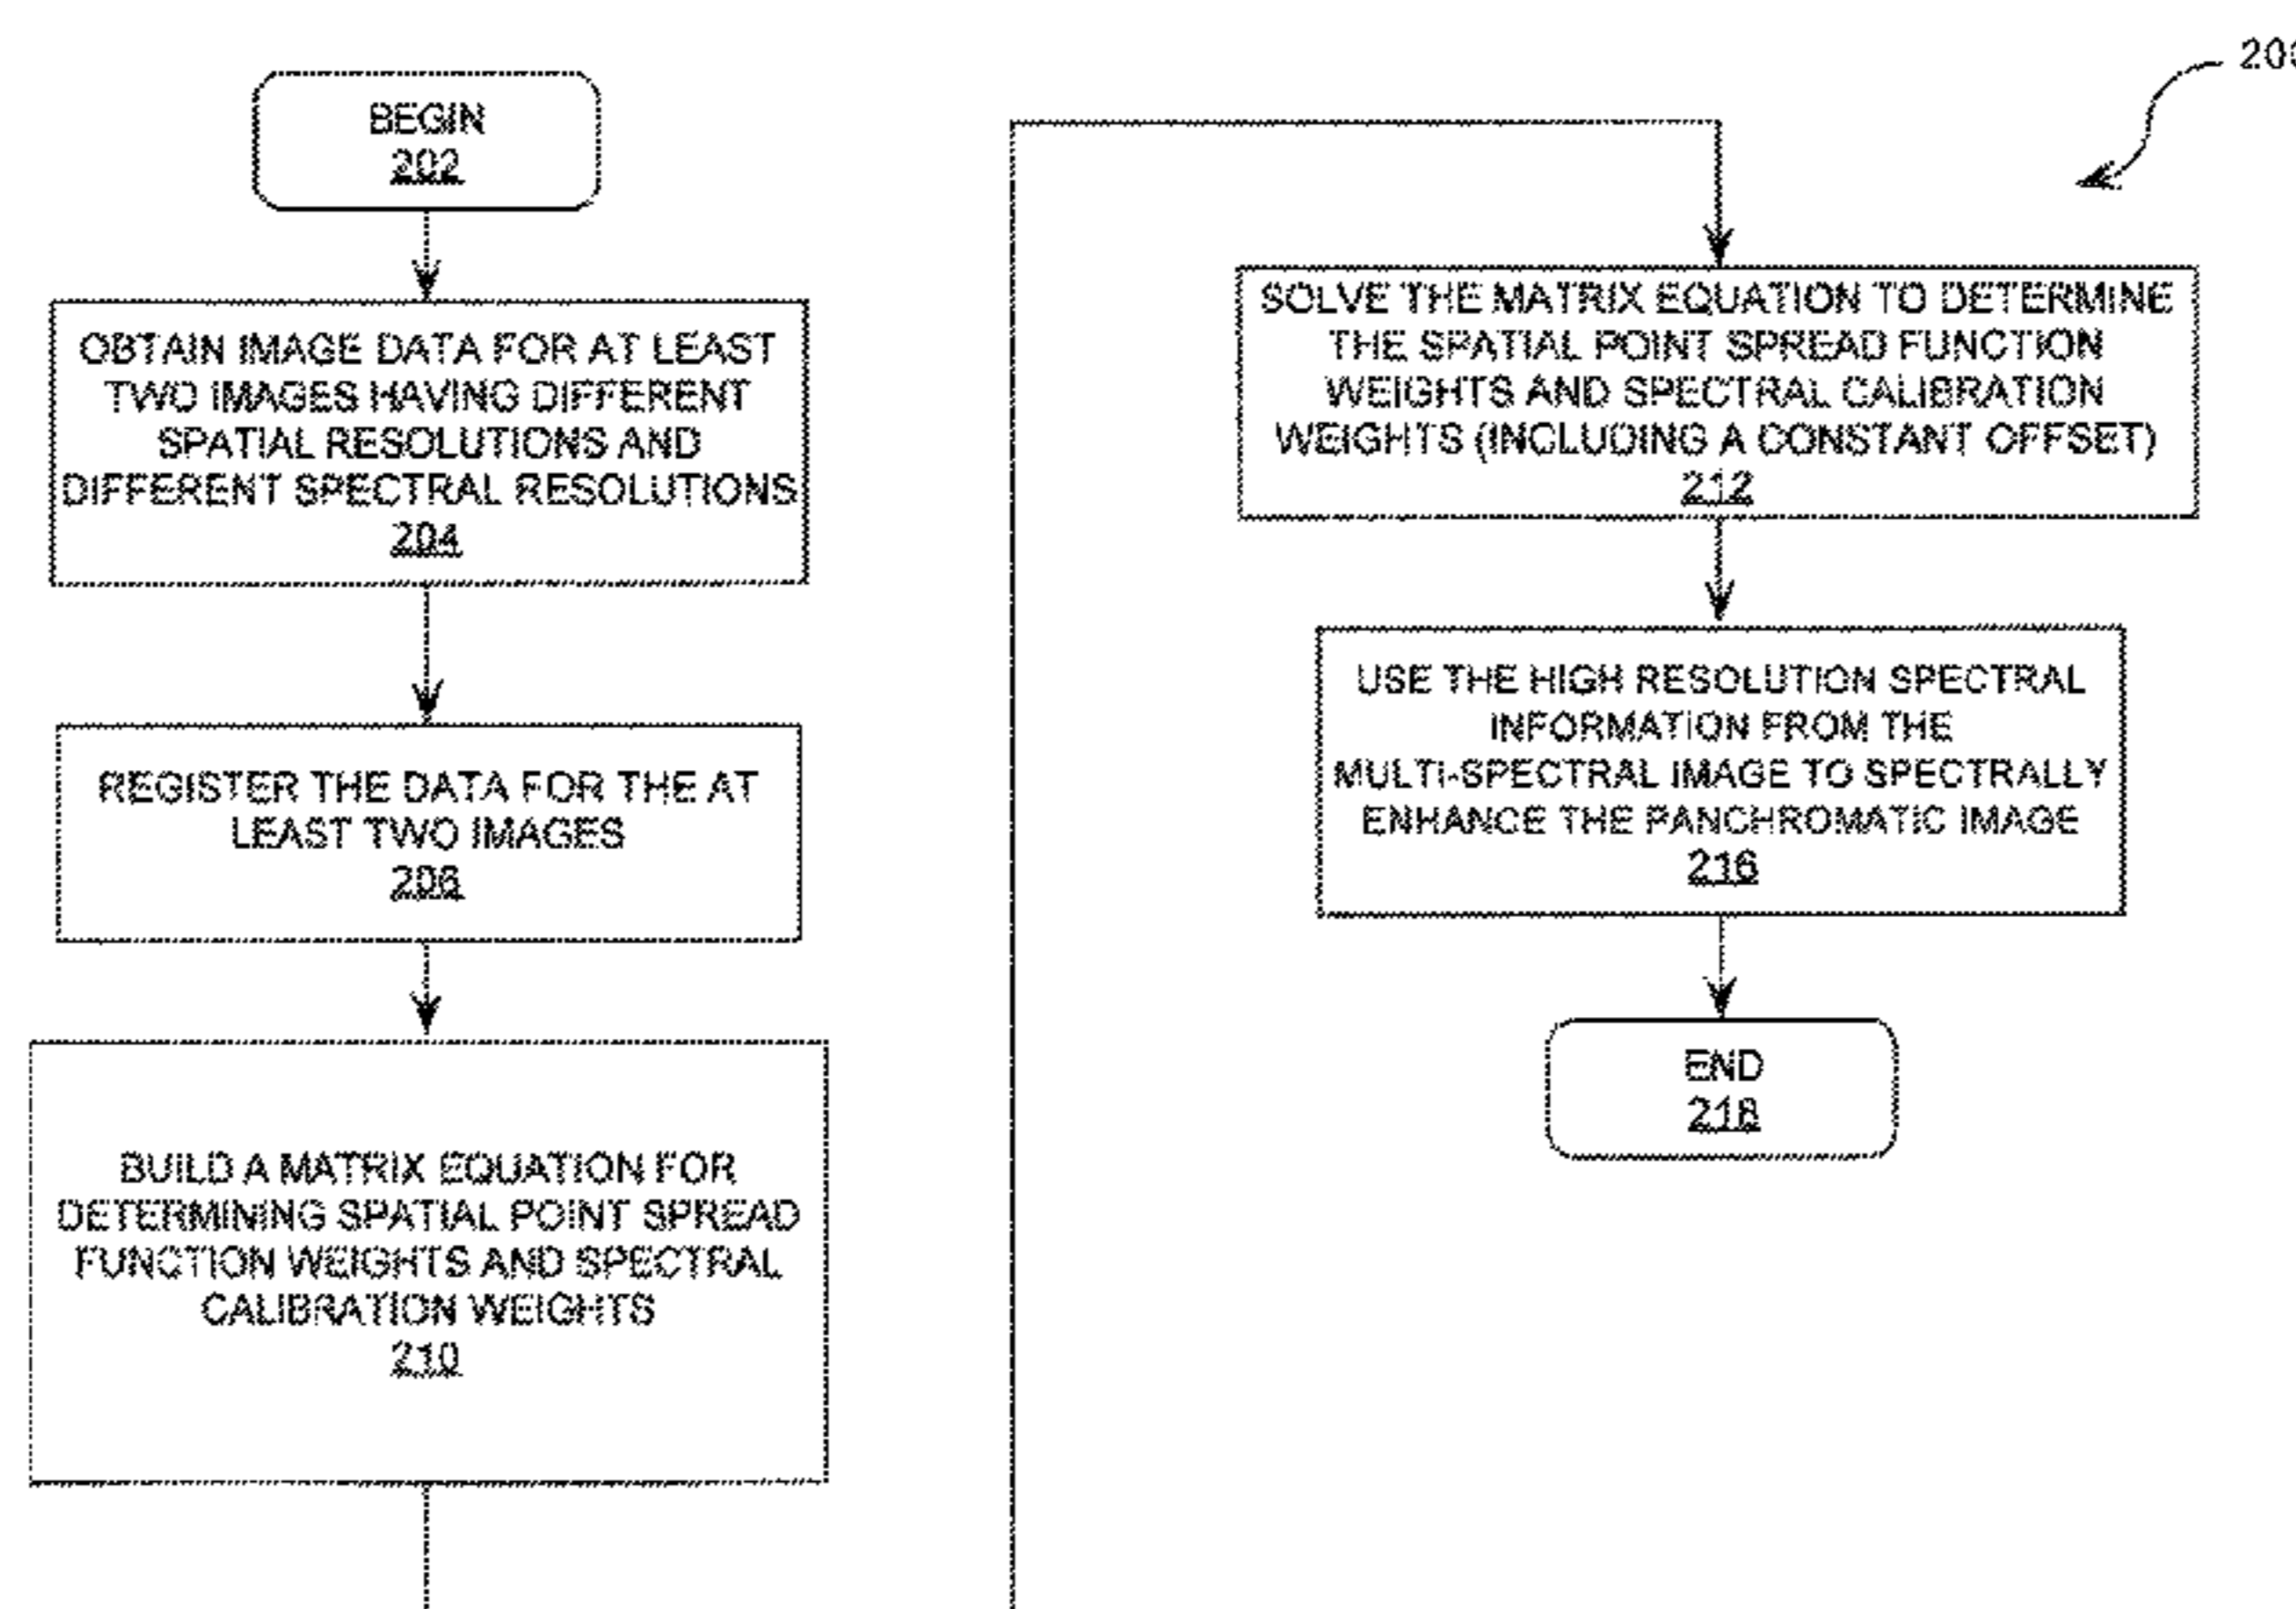 BEGIN
202
OBTAIN IMAGE DATA FOR AT LEAST
TWO IMAGES HAVING DIFFERENT
SPATIAL RESOLUTIONS AND
DIFFERENT SPECTRAL RESOLUTIONS
204
REGISTER THE DATA FOR THE AT
LEAST TWO IMAGES
206
BUILD A MATRIX EQUATION FOR
DETERMINING SPATIAL POINT SPREAD
FUNCTION WEIGHTS AND SPECTRAL
CALIBRATION WEIGHTS
210
SOLVE THE MATRIX EQUATION TO DETERMINE
THE SPATIAL POINT SPREAD FUNCTION
WEIGHTS AND SPECTRAL CALIBRATION
WEIGHTS (INCLUDING A CONSTANT OFFSET)
212
USE THE HIGH RESOLUTION SPECTRAL
INFORMATION FROM THE
MULTI-SPECTRAL IMAGE TO SPECTRALLY
ENHANCE THE PANCHROMATIC IMAGE
216
END
218